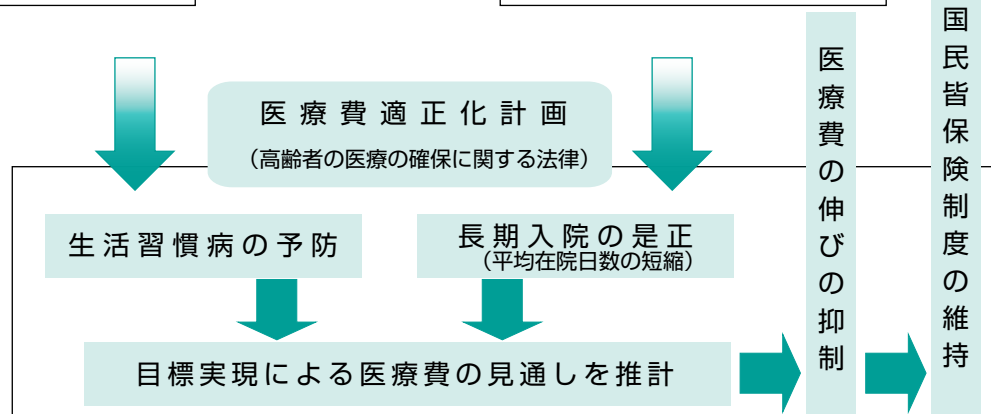 医療費適正化計画
（高齢者の医療の確保に関する法律）
生活習慣病の予防
長期入院の是正
（平均在院日数の短縮）
目標実現による医療費の見通しを推計
医療費の伸びの抑制
国民皆保険制度の維持